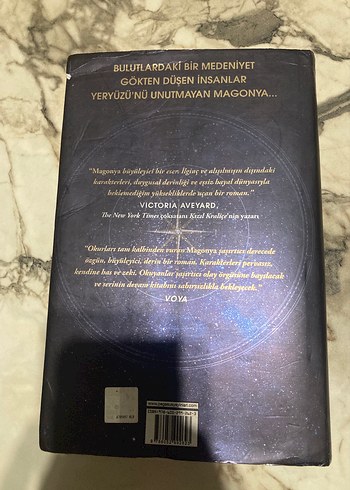 BULUTLARDAKİ BİR MEDENİYET
GÖKTEN DÜŞEN İNSANLAR
YERYÜZÜ'NÜ UNUTMAYAN MAGONYA...
"Magonya büyüleyici bir eser. İlginç ve alışılmışın dışındaki
karakterleri, duygusal derinliği ve eşsiz hayal dünyasıyla
beklemediğim yüksekliklerde uçan bir roman."
VICTORIA AVEYARD,
The New York Times çoksatanı Kızıl Kraliçe'nin yazarı
"Okurları tam kalbinden vuran Magonya şaşırtıcı derecede
özgün, büyüleyici, derin bir roman. Karakterleri pervasız,
kendine has ve zeki. Okuyanlar şaşırtıcı olay örgüsüne bayılacak
ve serinin devam kitabını sabırsızlıkla bekleyecek."
VOYA